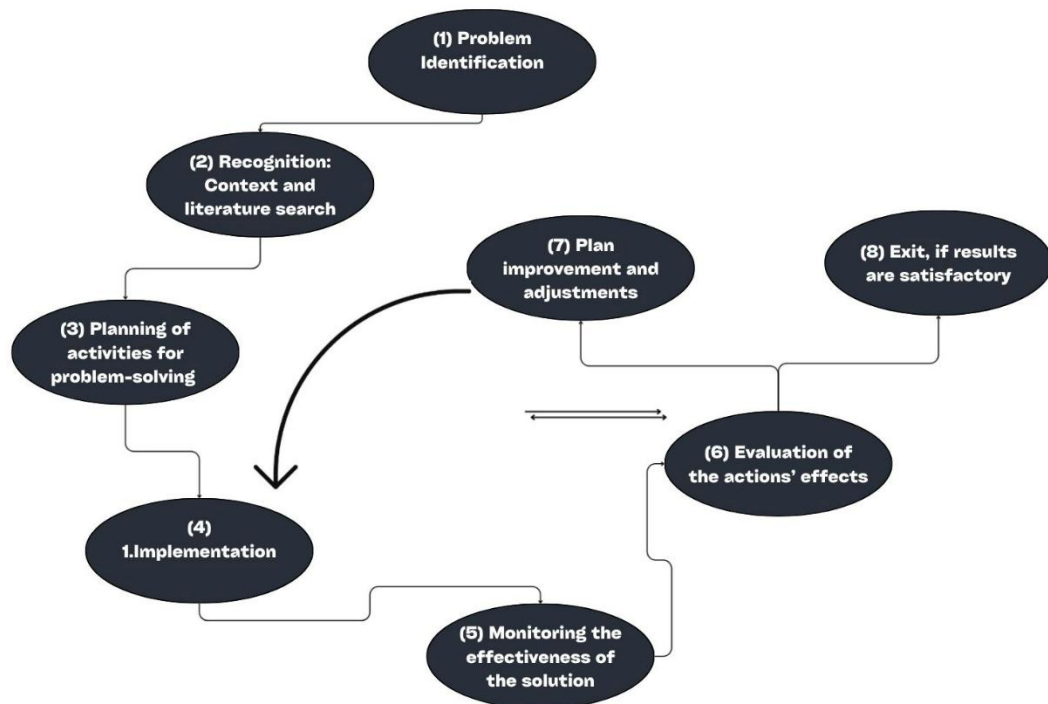 (1) Problem
Identification
(2) Recognition:
Context and
literature search
(3) Planning of
activities for
problem-solving
(4)
1.Implementation
(5) Monitoring the
effectiveness of
the solution
(6) Evaluation of
the actions’ effects
(7) Plan
improvement and
adjustments
(8) Exit, if results
are satisfactory